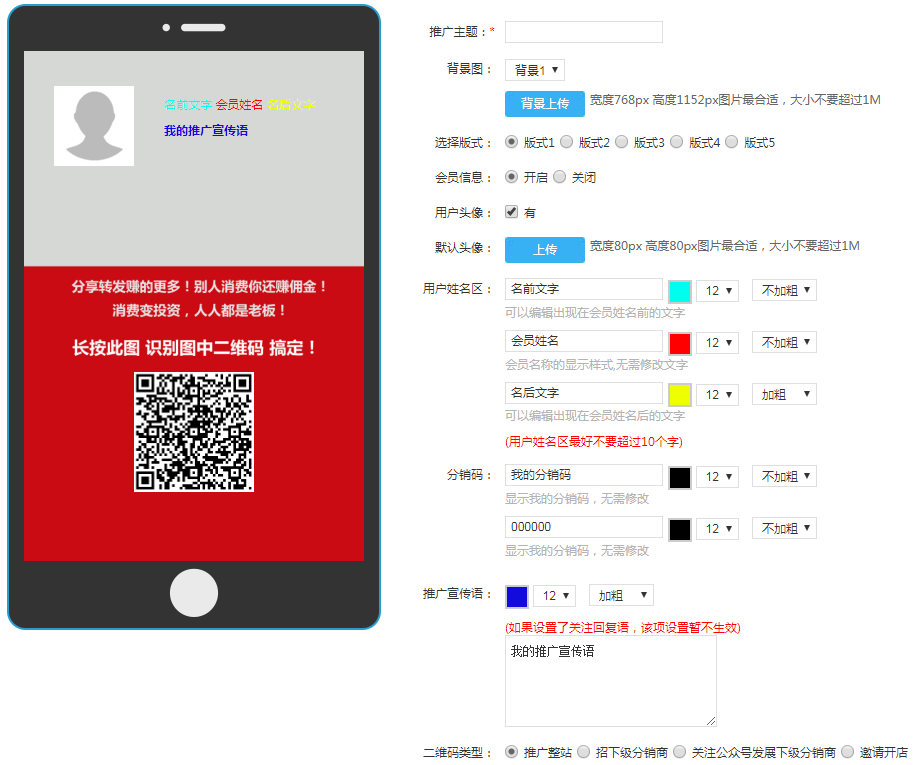 名前文字 会员姓名 名后文字
我的推广宣传语
分享转发赚的更多！别人消费你还赚佣金！
消费变投资，人人都是老板！
长按此图 识别图中二维码 搞定！
推广主题：*
背景图： 背景1
背景上传 宽度768px 高度1152px图片最合适，大小不要超过1M
选择版式： 版式1 版式2 版式3 版式4 版式5
会员信息： 开启 关闭
用户头像： 有
默认头像： 上传 宽度80px 高度80px图片最合适，大小不要超过1M
用户姓名区： 名前文字 12 不加粗
可以编辑出现在会员姓名前的文字
会员姓名 12 不加粗
会员名称的显示样式,无需修改文字
名后文字 12 加粗
可以编辑出现在会员姓名后的文字
(用户姓名区最好不要超过10个字)
分销码： 我的分销码 12 不加粗
显示我的分销码，无需修改
000000 12 不加粗
显示我的分销码，无需修改
推广宣传语： 12 加粗
(如果设置了关注回复语，该项设置暂不生效)
我的推广宣传语
二维码类型： 推广整站 招下级分销商 关注公众号发展下级分销商 邀请开店